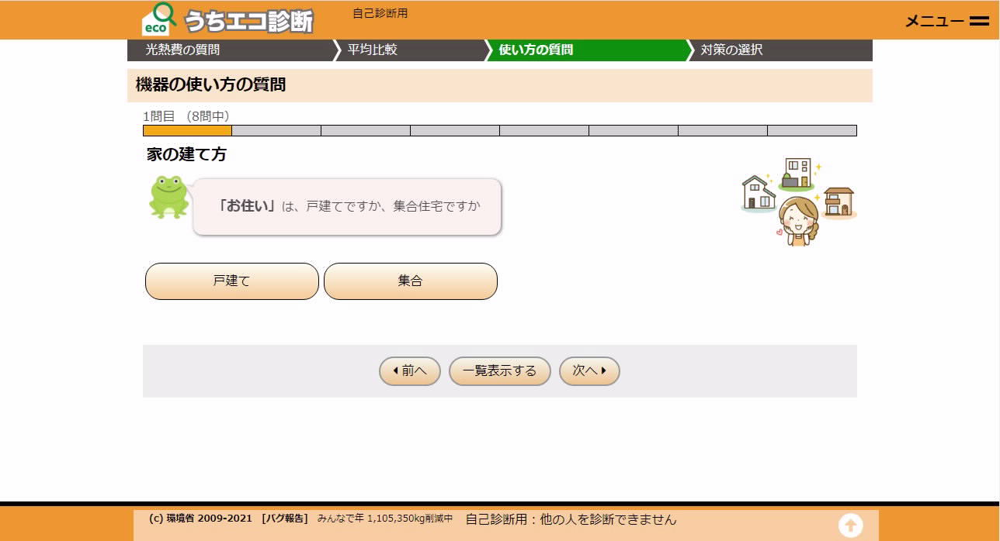 eco うちエコ診断 自己診断用 メニュー
光熱費の質問 平均比較 使い方の質問 対策の選択
機器の使い方の質問
1問目 （8問中）
家の建て方
「お住い」は、戸建てですか、集合住宅ですか
戸建て 集合
前へ 一覧表示する 次へ
(c) 環境省 2009-2021 [バグ報告] みんなで年 1,105,350kg削減中 自己診断用：他の人を診断できません